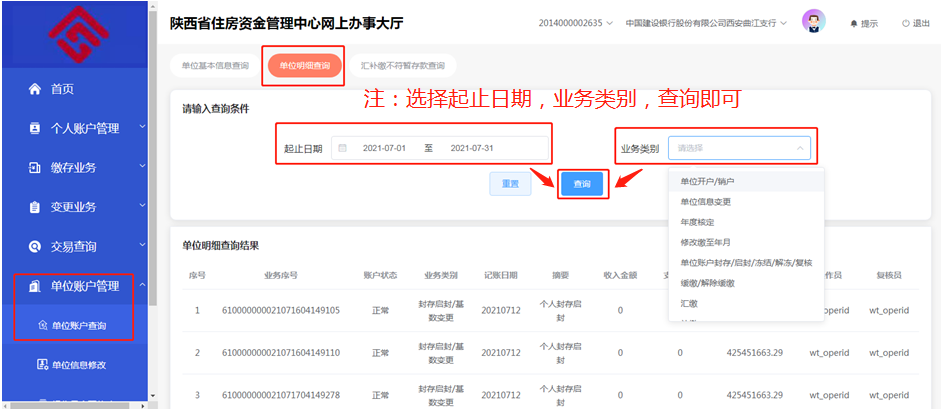 陕西省住房资金管理中心网上办事大厅
2014000002635
中国建设银行股份有限公司西安曲江支行
提示
退出
首页
个人账户管理
缴存业务
变更业务
交易查询
单位账户管理
单位账户查询
单位信息修改
单位基本信息查询
单位明细查询
汇补缴不符暂存款查询
请输入查询条件
注：选择起止日期，业务类别，查询即可
起止日期
2021-07-01 至 2021-07-31
业务类别
请选择
重置
查询
单位开户/销户
单位信息变更
年度核定
修改缴至年月
单位账户封存/启封/冻结/解冻/复核
缓缴/解除缓缴
汇缴
单位明细查询结果
序号 业务序号 账户状态 业务类别 记账日期 摘要 收入金额 作员 复核员
1 610000000021071604149105 正常 封存启封/基数变更 20210712 个人封存启封 0 wt_operid wt_operid
2 610000000021071604149110 正常 封存启封/基数变更 20210712 个人封存启封 0 0 425451663.29 wt_operid wt_operid
3 610000000021071704149278 正常 封存启封/基数变更 20210712 个人封存启封 0 0 425451663.29 wt_operid wt_operid